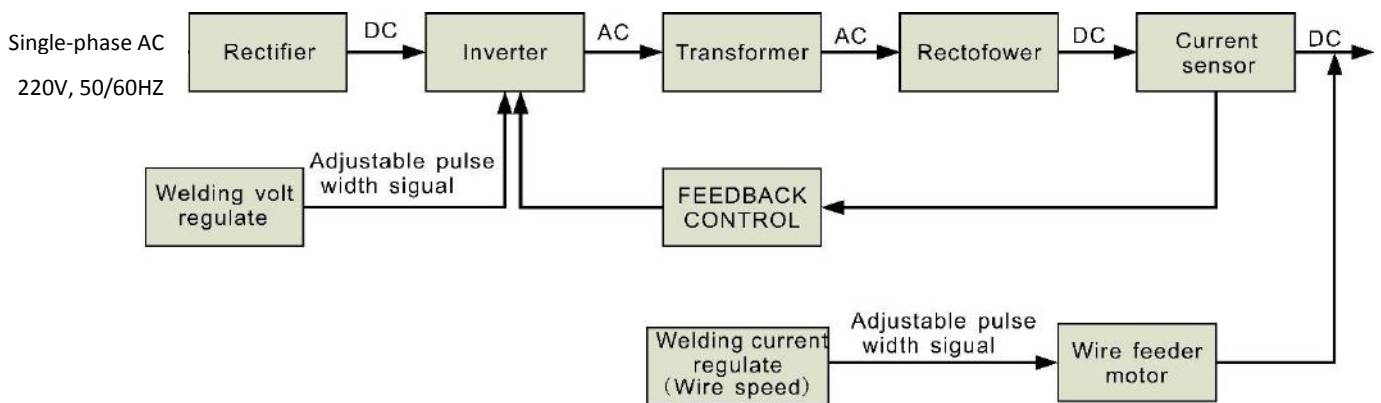 Single-phase AC
220V, 50/60HZ
Rectifier
DC
Inverter
AC
Transformer
AC
Rectofower
DC
Current
sensor
DC
Welding volt
regulate
Adjustable pulse
width sigual
FEEDBACK
CONTROL
Welding current
regulate
(Wire speed)
Adjustable pulse
width sigual
Wire feeder
motor